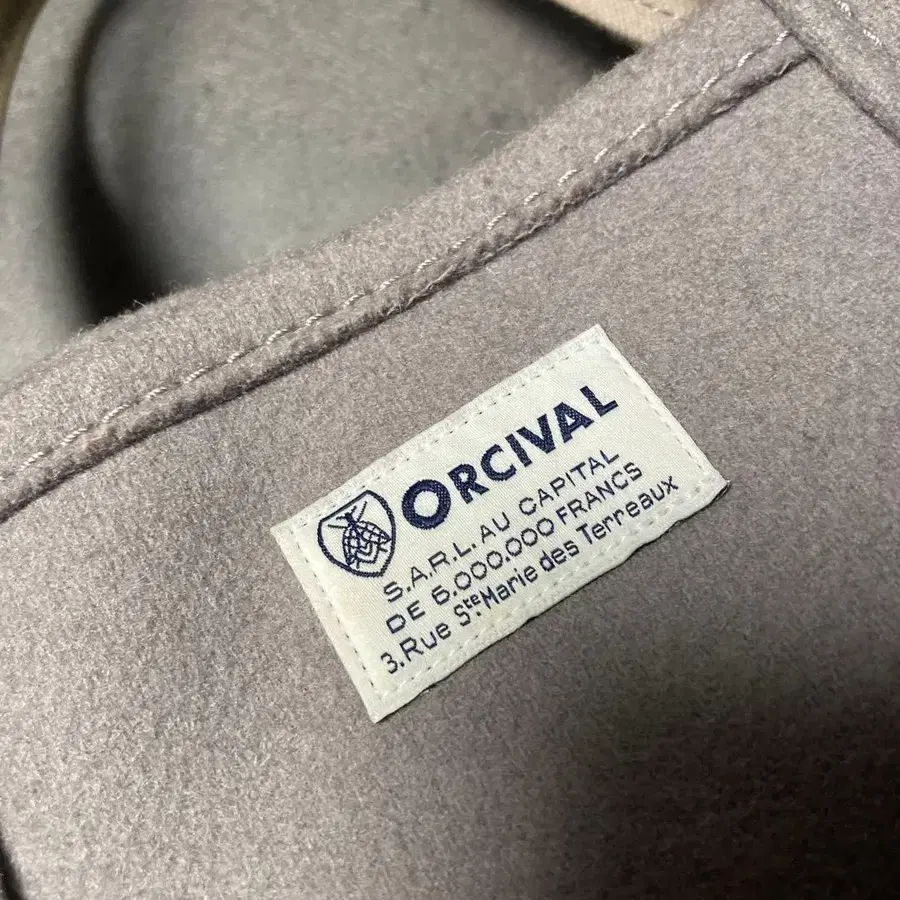 ORCIVAL
S.A.R.L. AU CAPITAL
DE 6.000.000 FRANCS
3.Rue Ste Marie des Terreaux